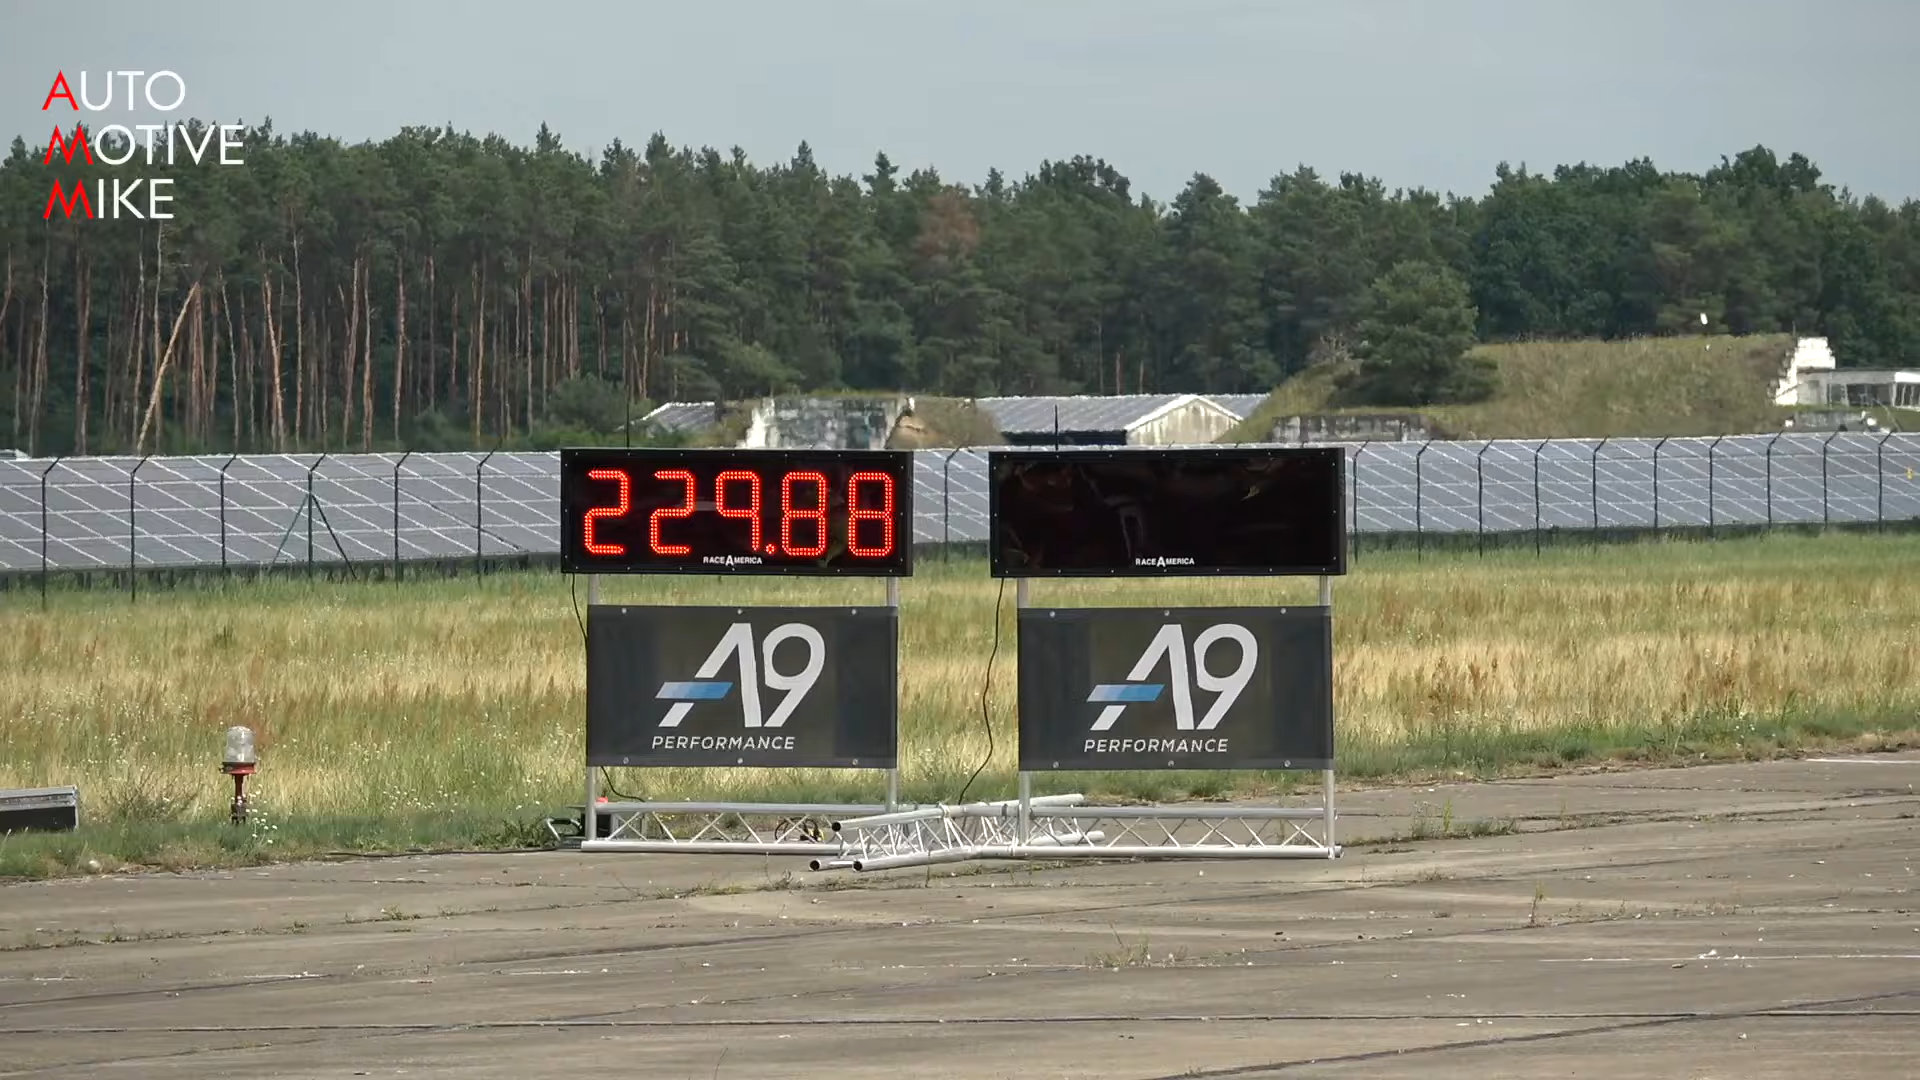 AUTO
MOTIVE
MIKE
229.88
RACEAMERICA
RACEAMERICA
A9
PERFORMANCE
A9
PERFORMANCE